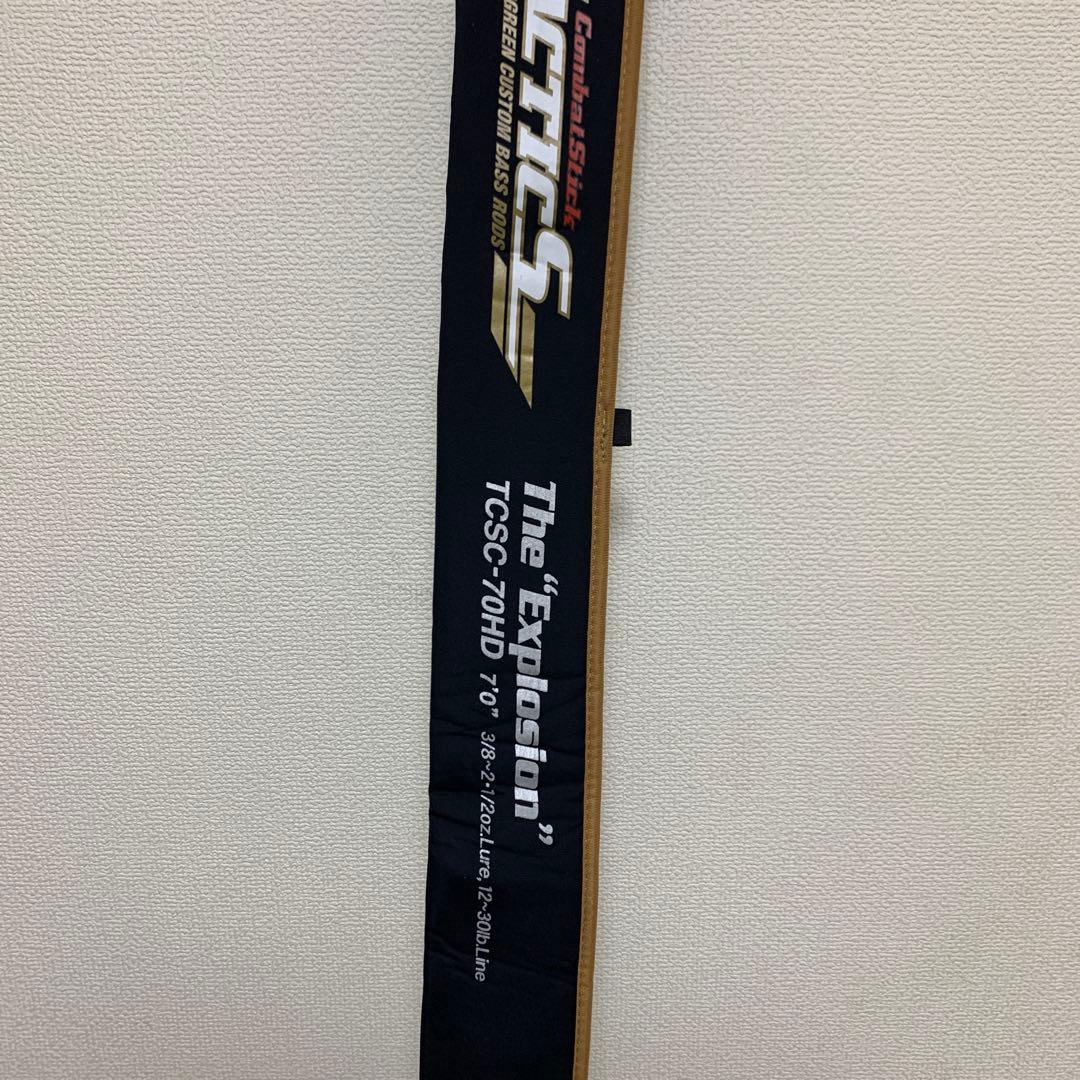 CombatStick
ACTICS
GREEN CUSTOM BASS RODS
The "Explosion"
TCSC-70HD 7'0" 3/8~2•1/2oz.Lure, 12~30lb.Line